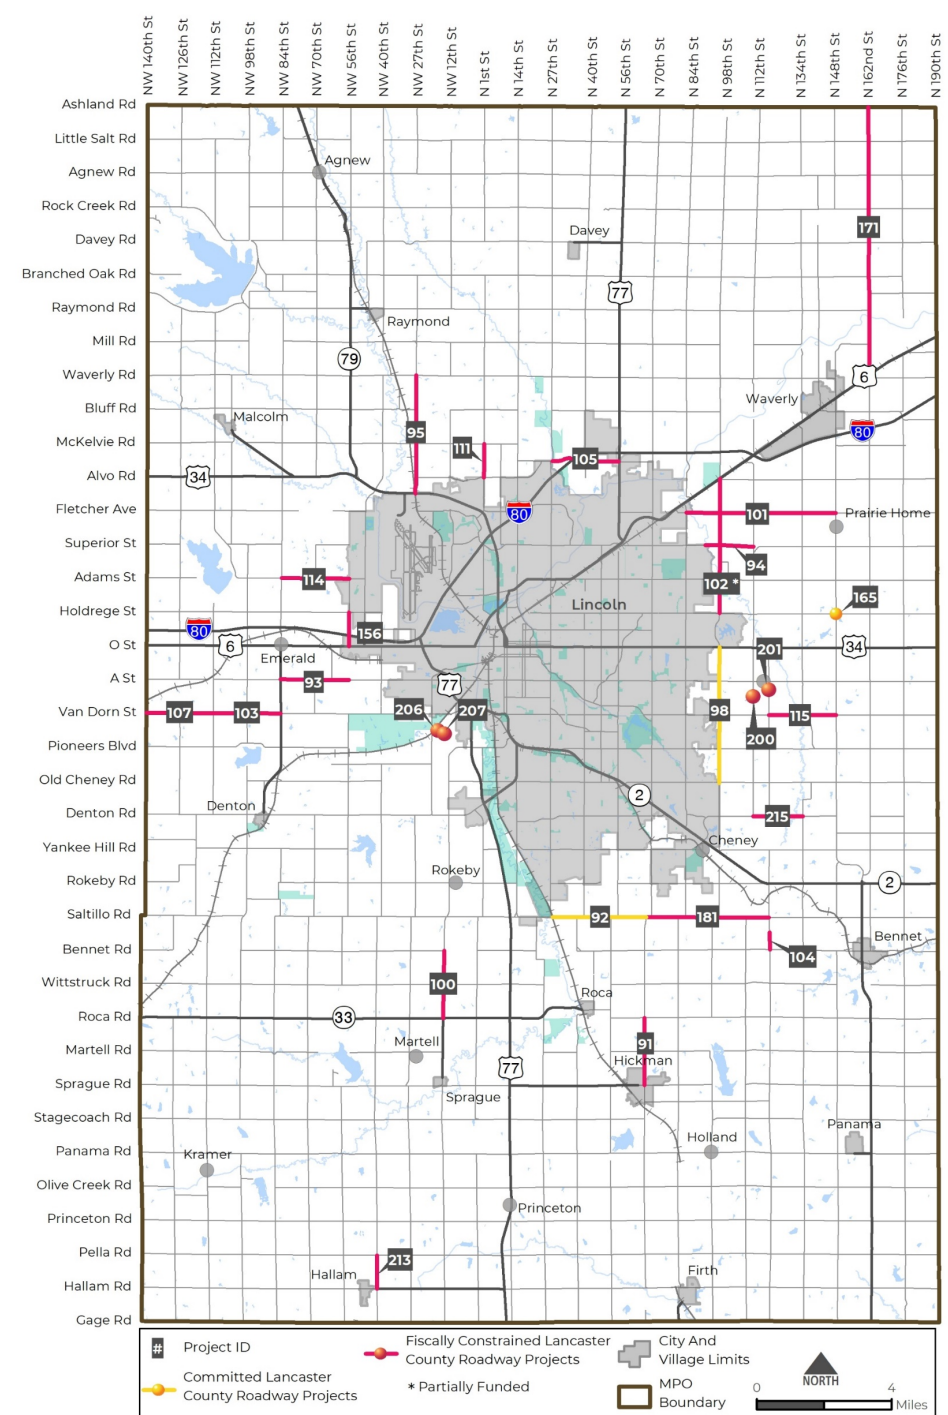 NW 140th St
NW 126th St
NW 112th St
NW 98th St
NW 84th St
NW 70th St
NW 56th St
NW 40th St
NW 27th St
NW 12th St
N 1st St
N 14th St
N 27th St
N 40th St
N 56th St
N 70th St
N 84th St
N 98th St
N 112th St
N 134th St
N 148th St
N 162nd St
N 176th St
N 190th St
Ashland Rd
Little Salt Rd
Agnew Rd
Rock Creek Rd
Davey Rd
Branched Oak Rd
Raymond Rd
Mill Rd
Waverly Rd
Bluff Rd
McKelvie Rd
Alvo Rd
Fletcher Ave
Superior St
Adams St
Holdrege St
O St
A St
Van Dorn St
Pioneers Blvd
Old Cheney Rd
Denton Rd
Yankee Hill Rd
Rokeby Rd
Saltillo Rd
Bennet Rd
Wittstruck Rd
Roca Rd
Martell Rd
Sprague Rd
Stagecoach Rd
Panama Rd
Olive Creek Rd
Princeton Rd
Pella Rd
Hallam Rd
Gage Rd
Agnew
Davey
171
77
Raymond
79
6
Waverly
Malcolm
80
95
111
105
34
80
101
Prairie Home
94
114
102 *
165
Lincoln
156
80
6
34
Emerald
201
93
77
206
207
107
103
98
115
200
2
Denton
215
Cheney
Rokeby
2
92
181
Bennet
104
100
Roca
33
Martell
91
77
Hickman
Sprague
Panama
Holland
Kramer
Princeton
213
Hallam
Firth
# Project ID
Committed Lancaster
County Roadway Projects
Fiscally Constrained Lancaster
County Roadway Projects
* Partially Funded
City And
Village Limits
MPO
Boundary
NORTH
0 4
Miles